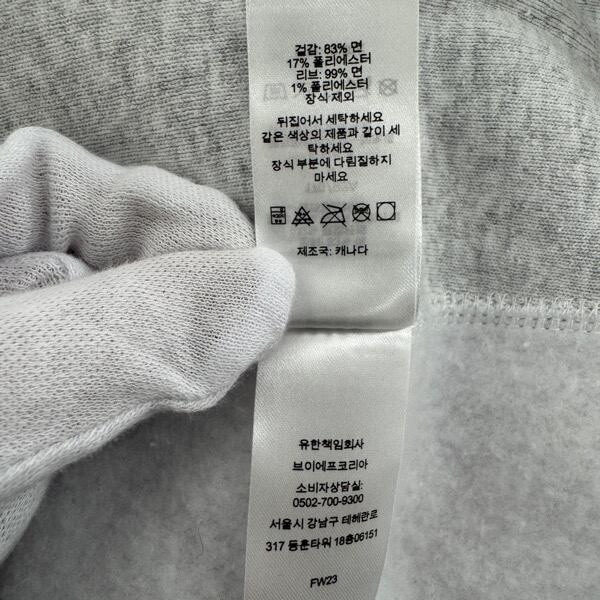 겉감: 83% 면
17% 폴리에스터
리브: 99% 면
1% 폴리에스터
장식 제외
뒤집어서 세탁하세요
같은 색상의 제품과 같이 세
탁하세요
장식 부분에 다림질하지
마세요
제조국: 캐나다
유한책임회사
브이에프코리아
소비자상담실:
0502-700-9300
서울시 강남구 테헤란로
317 동훈타워 18층06151
FW23